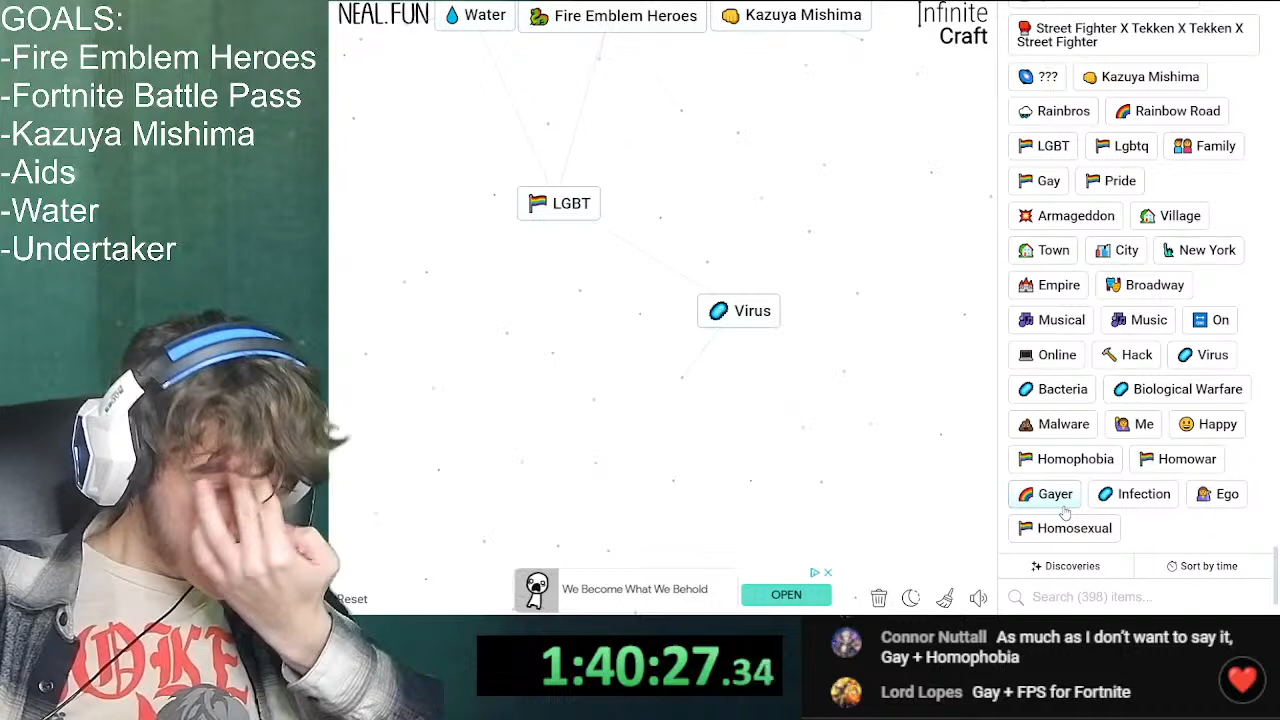 GOALS:
-Fire Emblem Heroes
-Fortnite Battle Pass
-Kazuya Mishima
-Aids
-Water
-Undertaker
NEAL.FUN
Water
Fire Emblem Heroes
Kazuya Mishima
Infinite
Craft
LGBT
Virus
Street Fighter X Tekken X Tekken X
Street Fighter
??? Kazuya Mishima
Rainbros Rainbow Road
LGBT Lgbtq Family
Gay Pride
Armageddon Village
Town City New York
Empire Broadway
Musical Music On
Online Hack Virus
Bacteria Biological Warfare
Malware Me Happy
Homophobia Homowar
Gayer Infection Ego
Homosexual
Discoveries Sort by time
Search (398) items...
We Become What We Behold
OPEN
Reset
1:40:27.34
Connor Nuttall As much as I don't want to say it,
Gay + Homophobia
Lord Lopes Gay + FPS for Fortnite